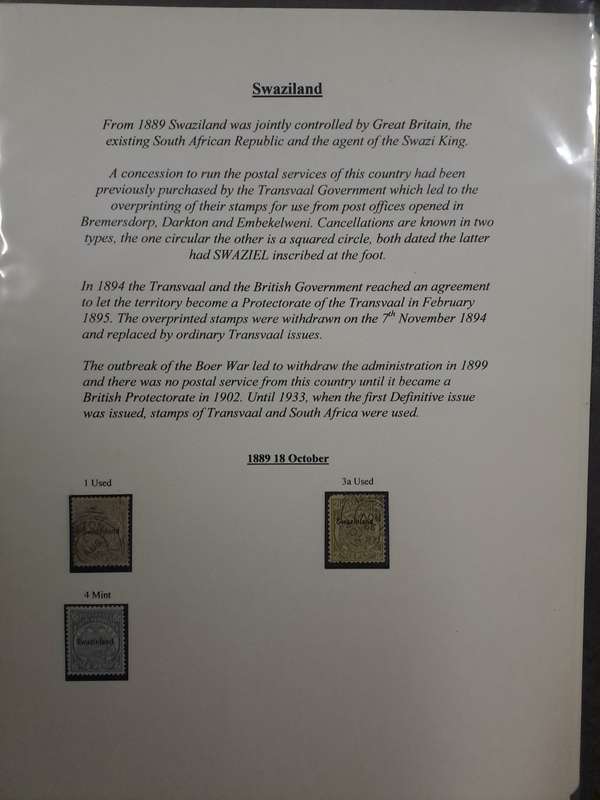 Swaziland
From 1889 Swaziland was jointly controlled by Great Britain, the
existing South African Republic and the agent of the Swazi King.
A concession to run the postal services of this country had been
previously purchased by the Transvaal Government which led to the
overprinting of their stamps for use from post offices opened in
Bremersdorp, Darkton and Embekelweni. Cancellations are known in two
types, the one circular the other is a squared circle, both dated the latter
had SWAZIEL inscribed at the foot.
In 1894 the Transvaal and the British Government reached an agreement
to let the territory become a Protectorate of the Transvaal in February
1895. The overprinted stamps were withdrawn on the 7th November 1894
and replaced by ordinary Transvaal issues.
The outbreak of the Boer War led to withdraw the administration in 1899
and there was no postal service from this country until it became a
British Protectorate in 1902. Until 1933, when the first Definitive issue
was issued, stamps of Transvaal and South Africa were used.
1889 18 October
1 Used
3a Used
Swaziland
Swazieland
4 Mint
Swazieland